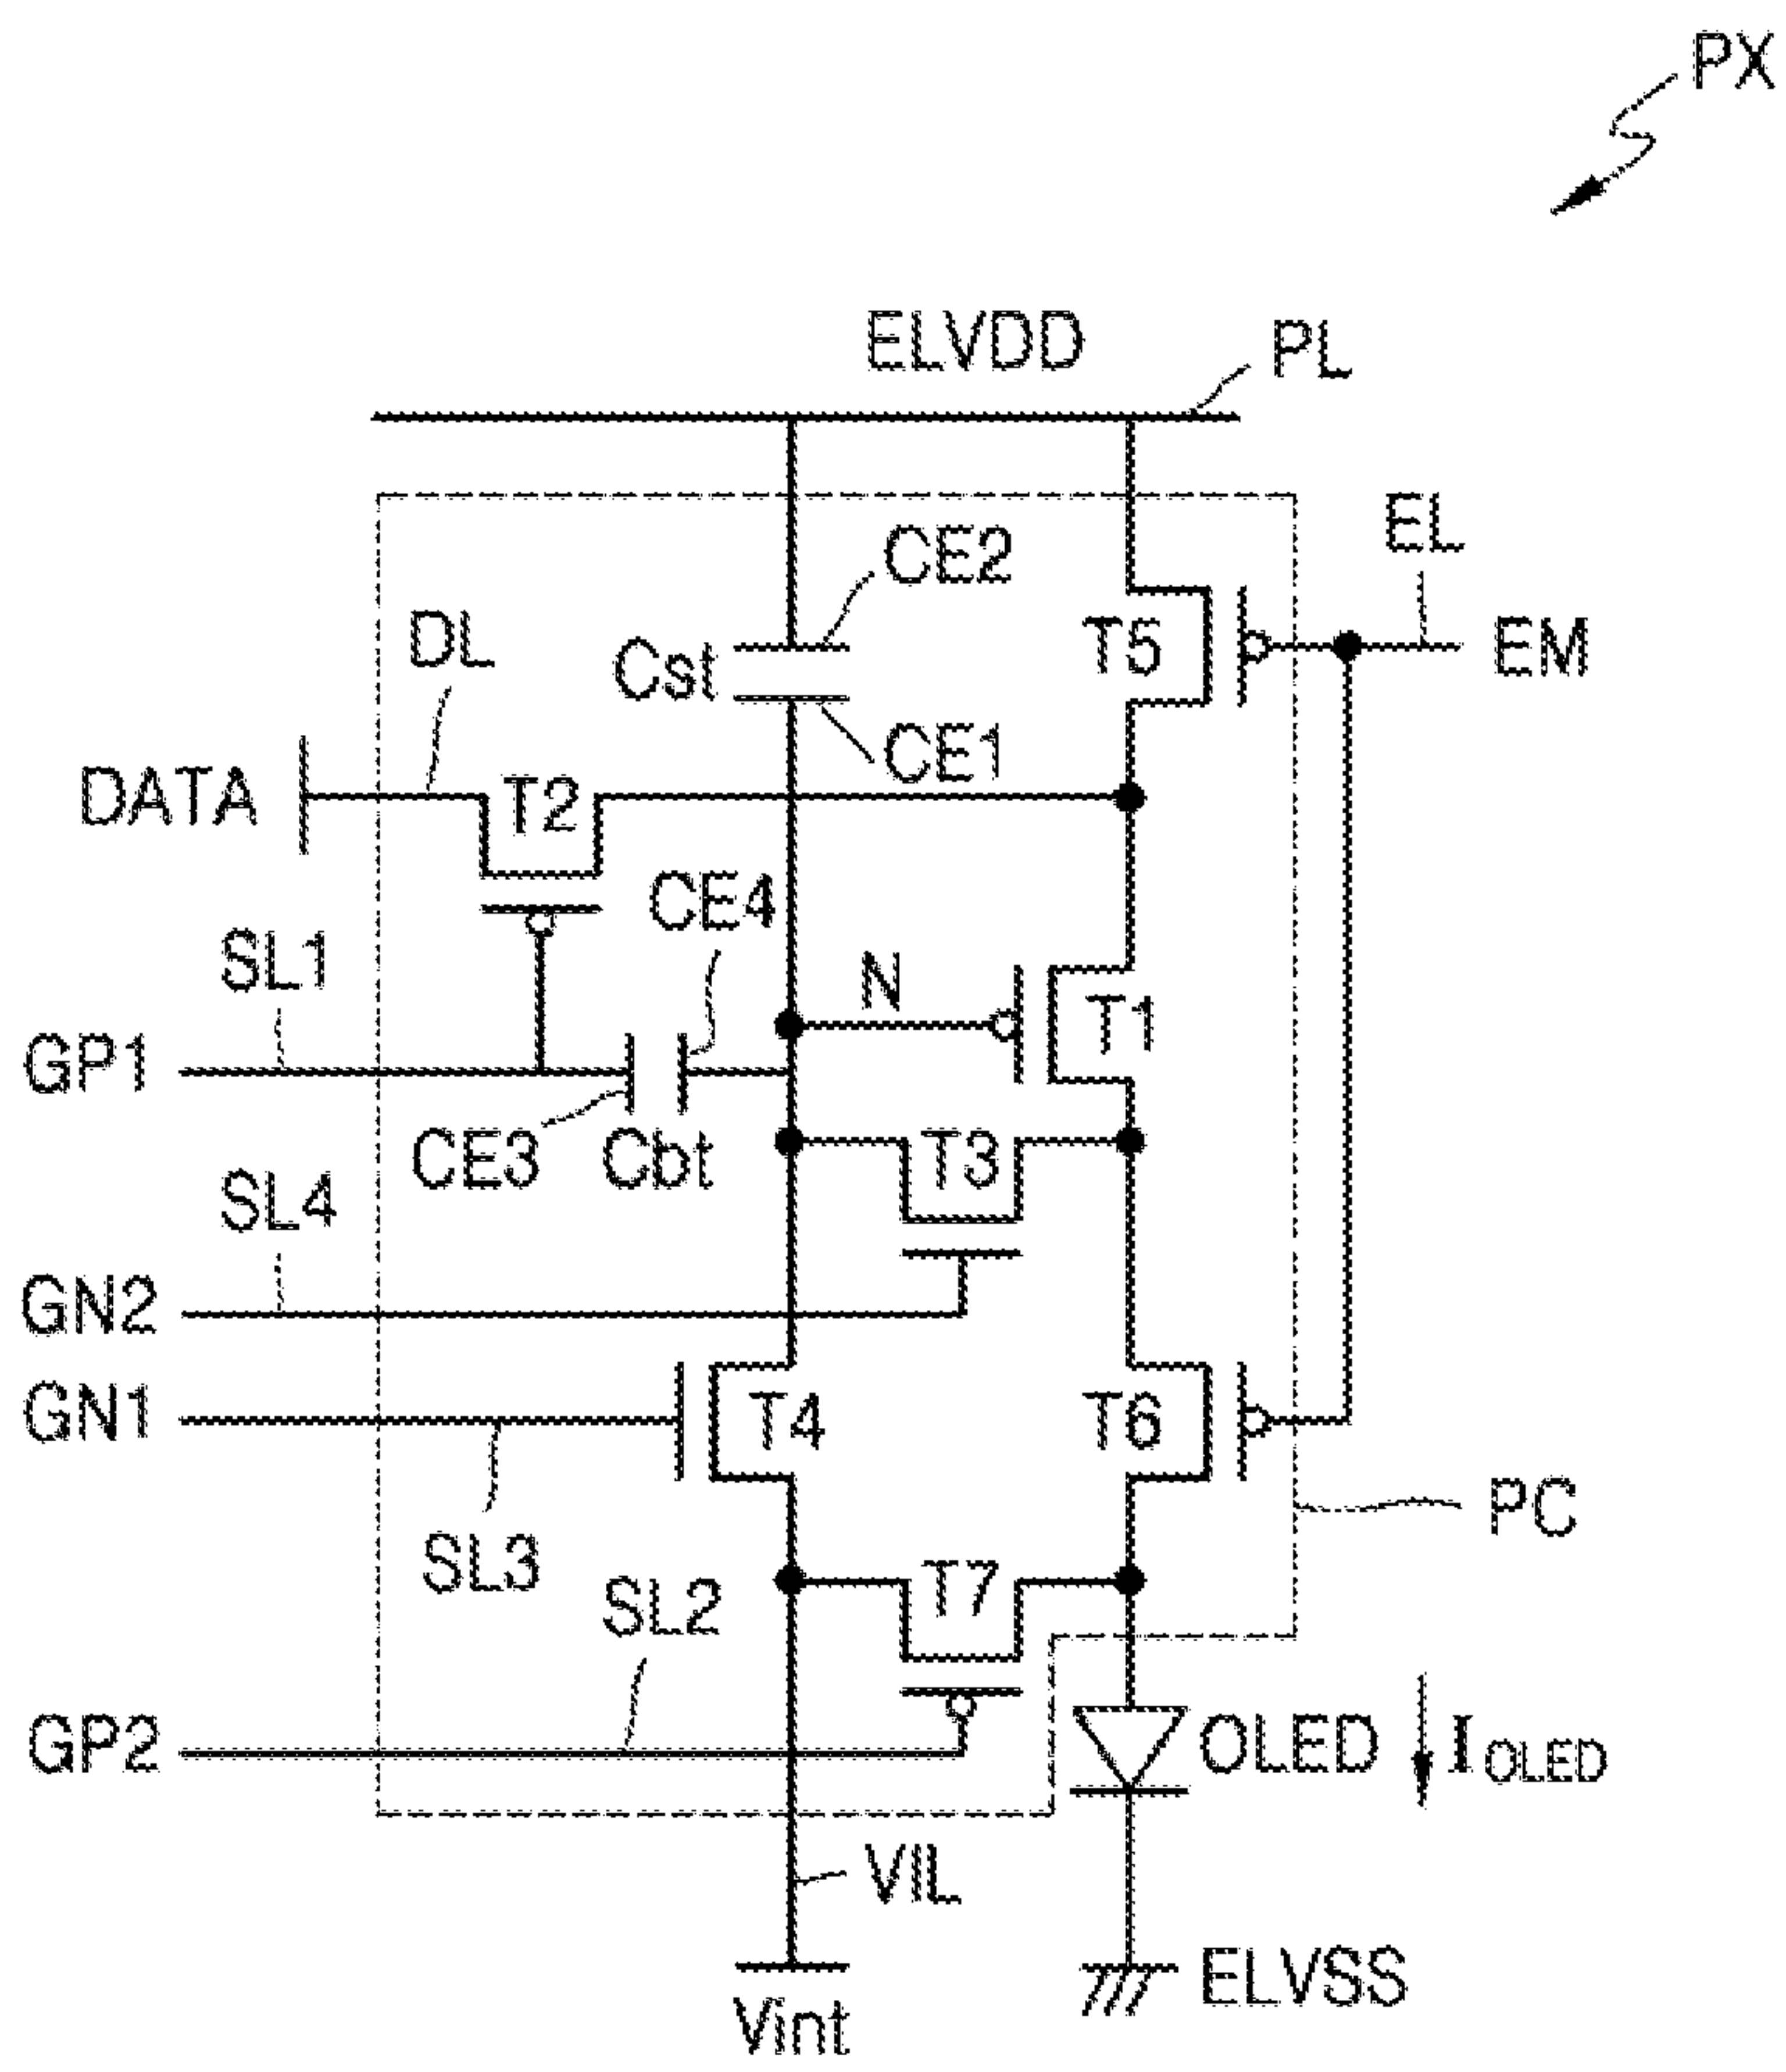 PX
ELVDD
PL
CE2
EL
DL
Cst
T5
EM
CE1
DATA
T2
CE4
SL1
N
T1
GP1
CE3
Cbt
T3
SL4
GN2
GN1
T4
T6
PC
SL3
SL2
T7
GP2
OLED
IOLED
VIL
ELVSS
Vint